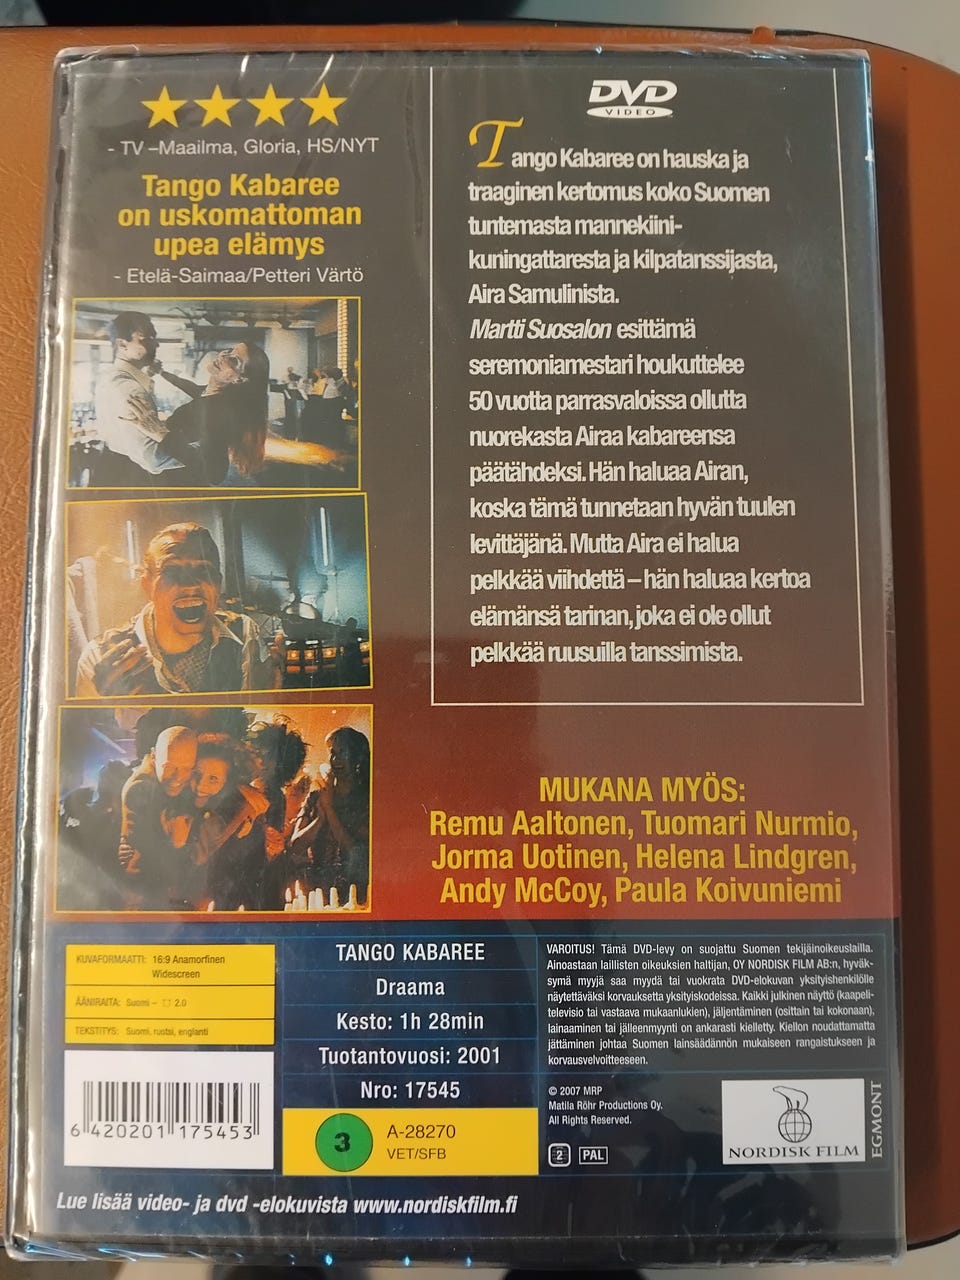 - TV –Maailma, Gloria, HS/NYT
Tango Kabaree
on uskomattoman
upea elämys
- Etelä-Saimaa/Petteri Värtö
DVD
VIDEO
Tango Kabaree on hauska ja
traaginen kertomus koko Suomen
tuntemasta mannekiini-
kuningattaresta ja kilpatanssijasta,
Aira Samulinista.
Martti Suosalon esittämä
seremoniamestari houkuttelee
50 vuotta parrasvaloissa ollutta
nuorekasta Airaa kabareensa
päätähdeksi. Hän haluaa Airan,
koska tämä tunnetaan hyvän tuulen
levittäjänä. Mutta Aira ei halua
pelkkää viihdettä – hän haluaa kertoa
elämänsä tarinan, joka ei ole ollut
pelkkää ruusuilla tanssimista.
MUKANA MYÖS:
Remu Aaltonen, Tuomari Nurmio,
Jorma Uotinen, Helena Lindgren,
Andy McCoy, Paula Koivuniemi
KUVAFORMAATTI: 16:9 Anamorfinen
Widescreen
ÄÄNIRAITA: Suomi – 2.0
TEKSTITYS: Suomi, ruotsi, englanti
6 420201 175453
TANGO KABAREE
Draama
Kesto: 1h 28min
Tuotantovuosi: 2001
Nro: 17545
3
A-28270
VET/SFB
VAROITUS! Tämä DVD-levy on suojattu Suomen tekijäinoikeuslailla.
Ainoastaan laillisten oikeuksien haltijan, OY NORDISK FILM AB:n, hyväk-
symä myyjä saa myydä tai vuokrata DVD-elokuvan yksityishenkilölle
näytettäväksi korvauksetta yksityiskodeissa. Kaikki julkinen näyttö (kaapeli-
televisio tai vastaava mukaanlukien), jäljentäminen (osittain tai kokonaan),
lainaaminen tai jälleenmyynti on ankarasti kielletty. Kiellon noudattamatta
jättäminen johtaa Suomen lainsäädännön mukaiseen rangaistukseen ja
korvausvelvoitteeseen.
© 2007 MRP
Matila Röhr Productions Oy.
All Rights Reserved.
2 PAL
NORDISK FILM
EGMONT
Lue lisää video- ja dvd -elokuvista www.nordiskfilm.fi